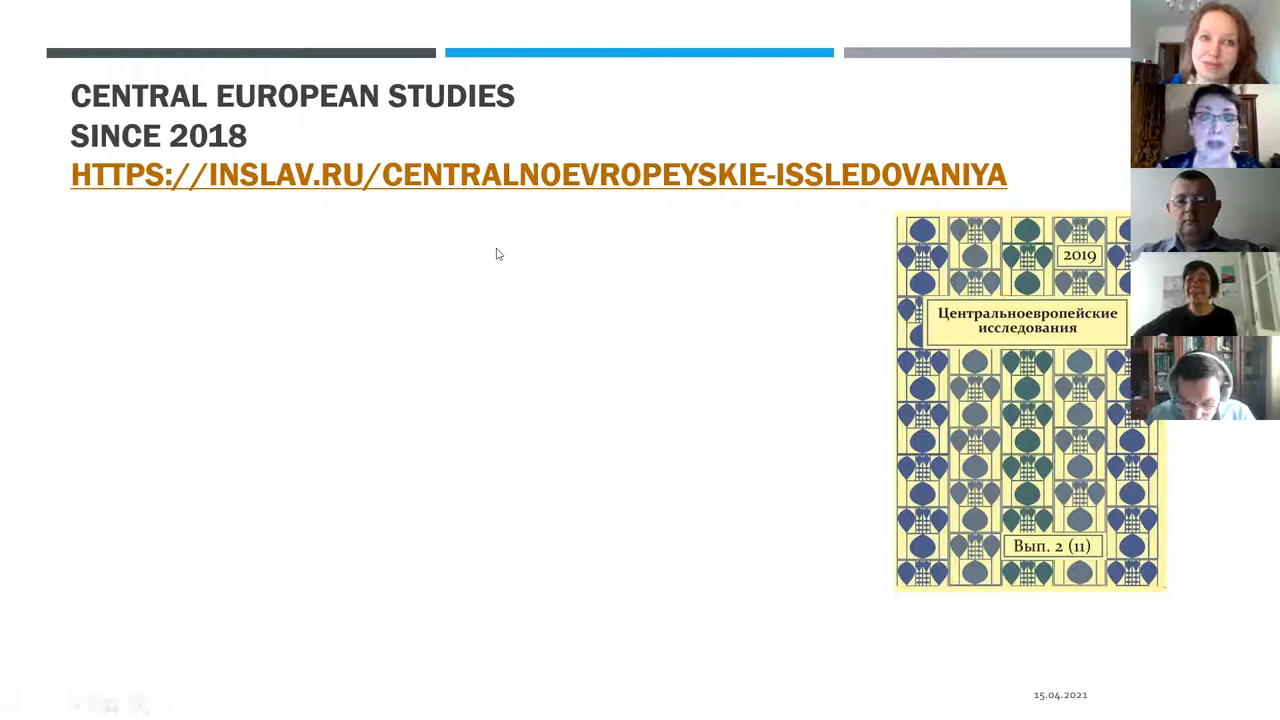 CENTRAL EUROPEAN STUDIES
SINCE 2018
HTTPS://INSLAV.RU/CENTRALNOEVROPEYSKIE-ISSLEDOVANIYA
2019
Центральноевропейские
исследования
Вып. 2 (11)
15.04.2021